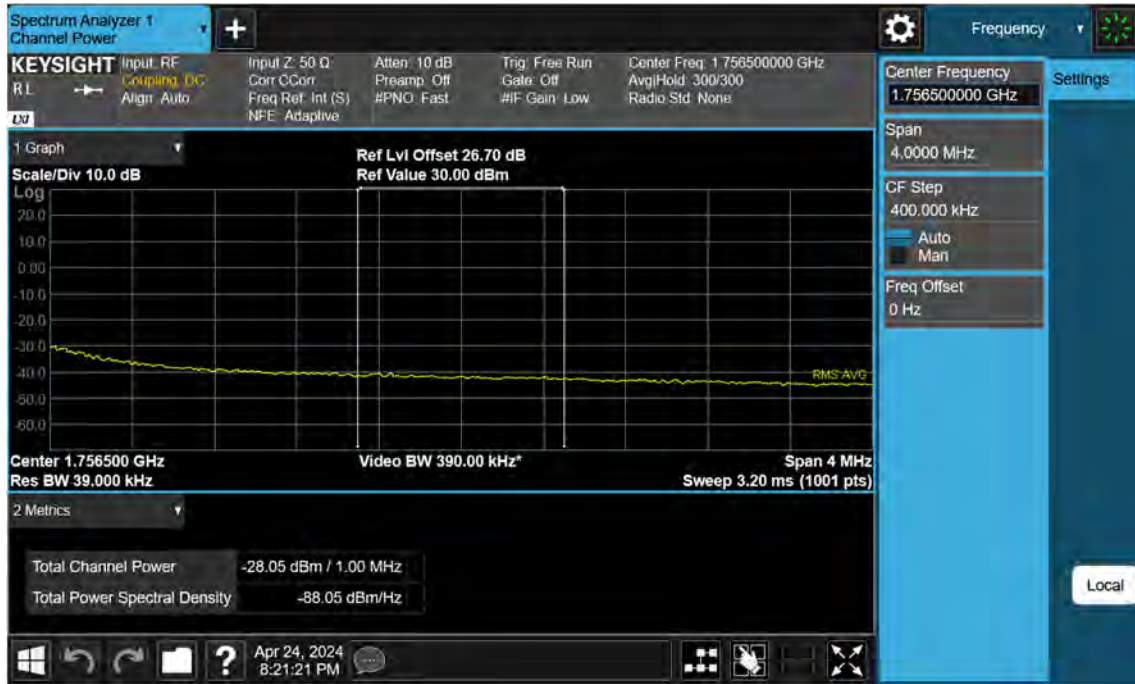 Spectrum Analyzer 1
Channel Power
Frequency
KEYSIGHT
RL
LXI
Input: RF
Coupling: DC
Align: Auto
Input Z: 50 Ω
Corr CCorr
Freq Ref: Int (S)
NFE: Adaptive
Atten: 10 dB
Preamp: Off
#PNO: Fast
Trig: Free Run
Gate: Off
#IF Gain: Low
Center Freq: 1.756500000 GHz
Avg|Hold: 300/300
Radio Std: None
Center Frequency
1.756500000 GHz
Settings
Span
4.0000 MHz
CF Step
400.000 kHz
Auto
Man
Freq Offset
0 Hz
Local
1 Graph
Scale/Div 10.0 dB
Ref Lvl Offset 26.70 dB
Ref Value 30.00 dBm
Log
20.0
10.0
0.00
-10.0
-20.0
-30.0
-40.0
-50.0
-60.0
RMS AVG
Center 1.756500 GHz
Video BW 390.00 kHz*
Span 4 MHz
Res BW 39.000 kHz
Sweep 3.20 ms (1001 pts)
2 Metrics
Total Channel Power -28.05 dBm / 1.00 MHz
Total Power Spectral Density -88.05 dBm/Hz
?
Apr 24, 2024
8:21:21 PM